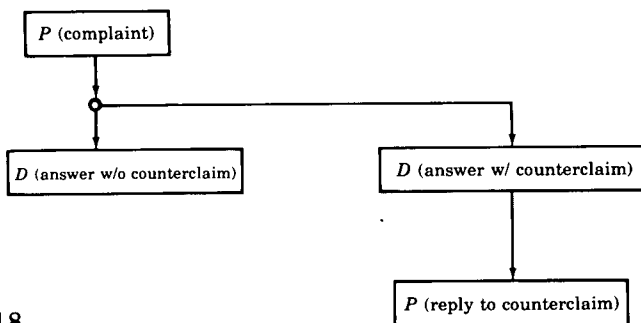 P (complaint)
D (answer w/o counterclaim)
D (answer w/ counterclaim)
P (reply to counterclaim)